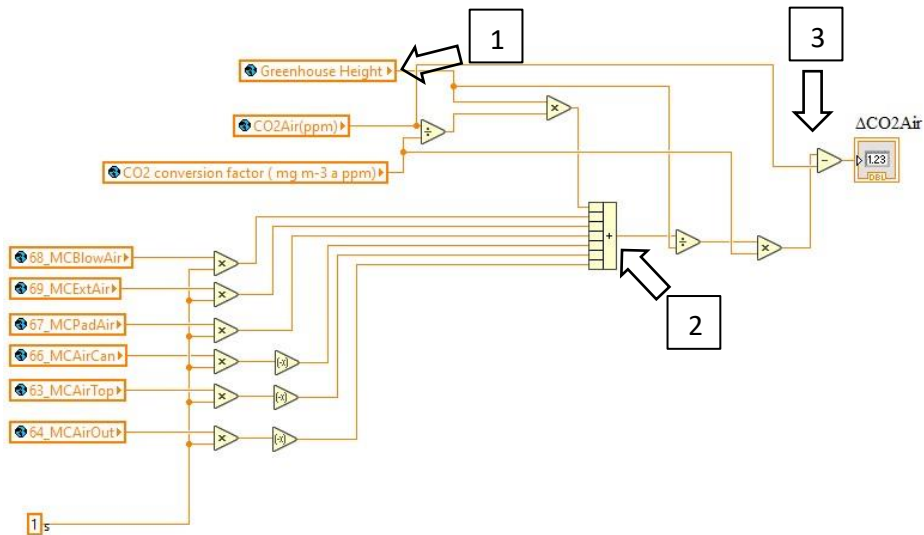 1
3
Greenhouse Height
ΔCO2Air
CO2Air(ppm)
÷
×
−
1.23
DBL
CO2 conversion factor ( mg m-3 a ppm)
+
÷
×
68_MCBlowAir
×
69_MCExtAir
×
2
67_MCPadAir
×
66_MCAirCan
×
(-x)
63_MCAirTop
×
(-x)
64_MCAirOut
×
(-x)
1 s